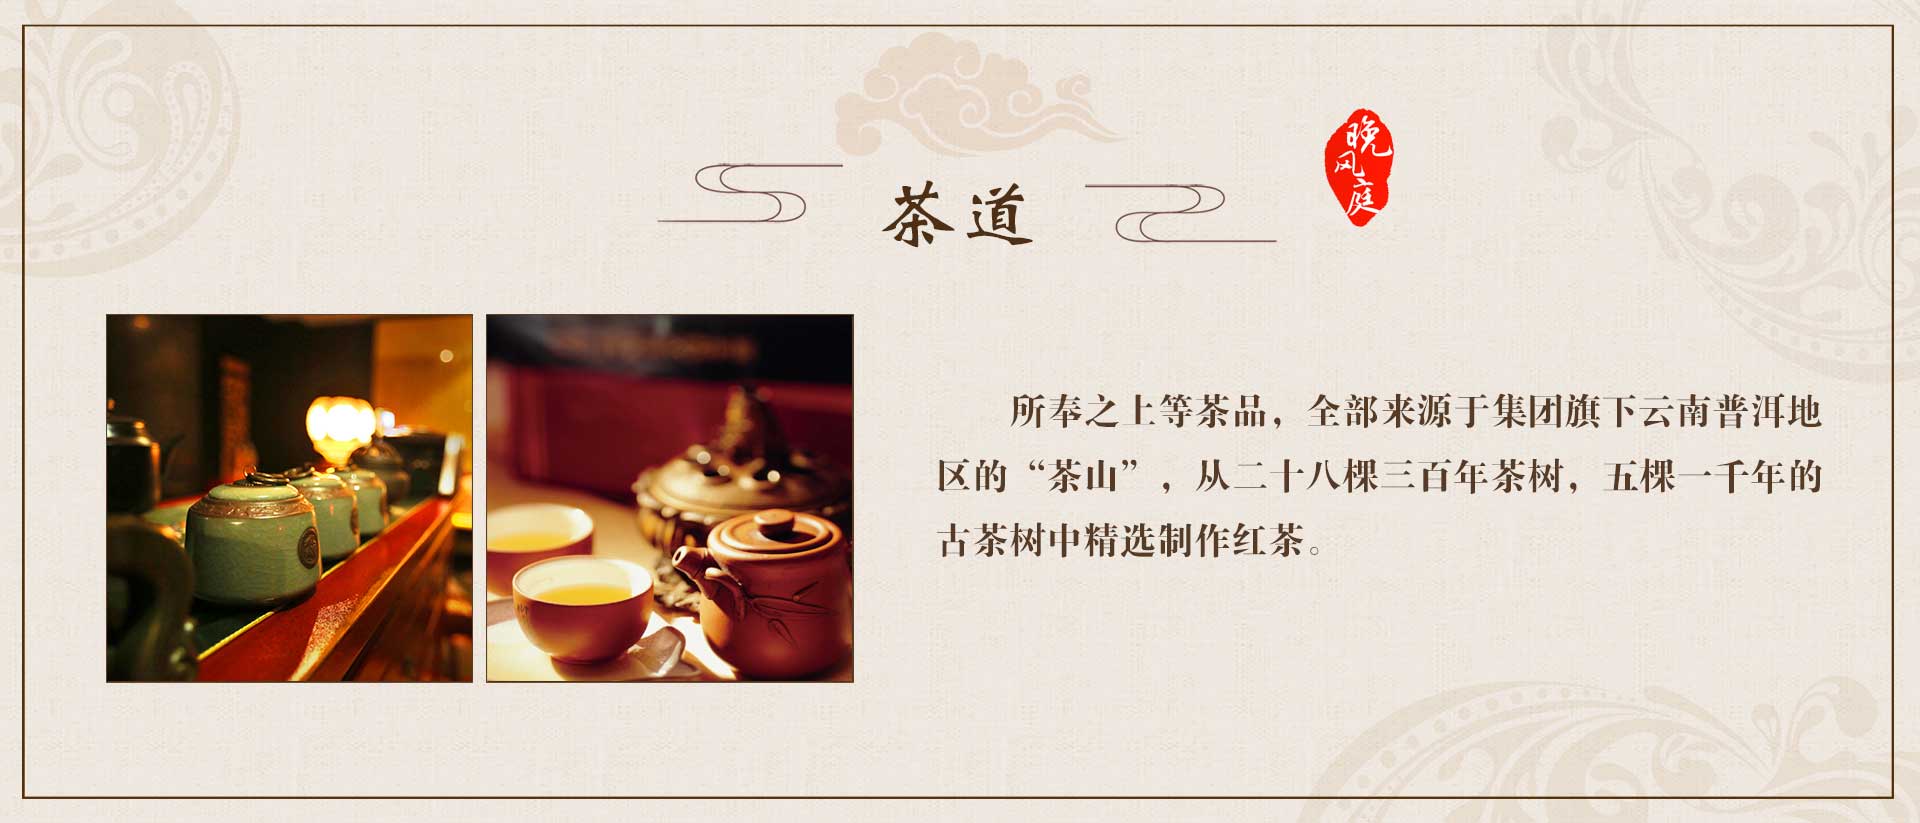 茶道
晚风庭
所奉之上等茶品，全部来源于集团旗下云南普洱地
区的“茶山”，从二十八棵三百年茶树，五棵一千年的
古茶树中精选制作红茶。